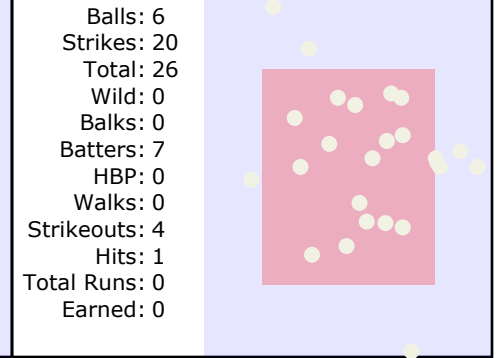 Balls: 6
Strikes: 20
Total: 26
Wild: 0
Balks: 0
Batters: 7
HBP: 0
Walks: 0
Strikeouts: 4
Hits: 1
Total Runs: 0
Earned: 0